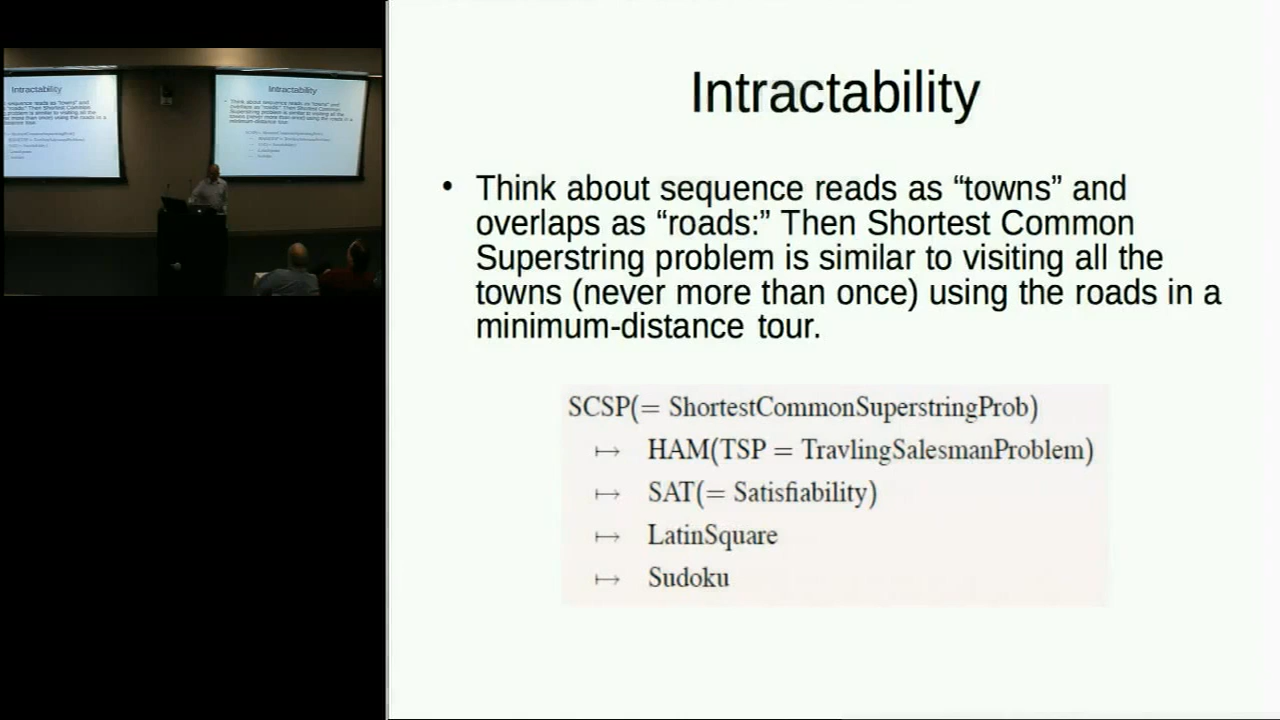 Intractability
• Think about sequence reads as “towns” and
overlaps as “roads:” Then Shortest Common
Superstring problem is similar to visiting all the
towns (never more than once) using the roads in a
minimum-distance tour.
SCSP(= ShortestCommonSuperstringProb)
↦ HAM(TSP = TravlingSalesmanProblem)
↦ SAT(= Satisfiability)
↦ LatinSquare
↦ Sudoku